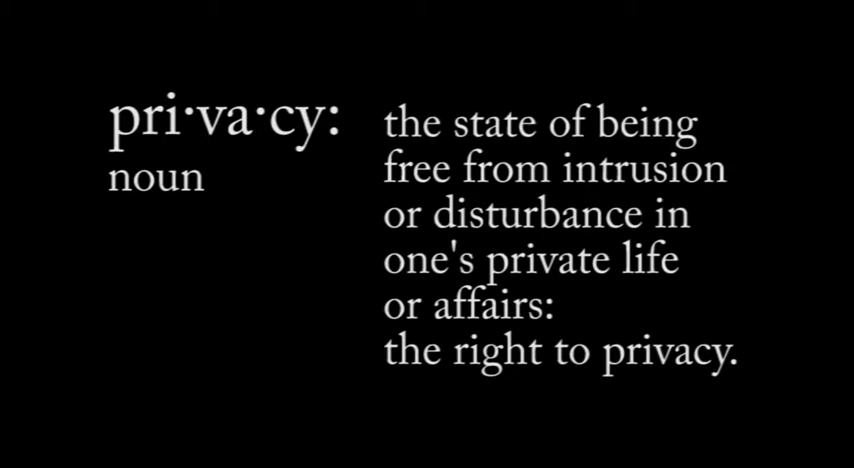 pri·va·cy:
noun
the state of being
free from intrusion
or disturbance in
one's private life
or affairs:
the right to privacy.